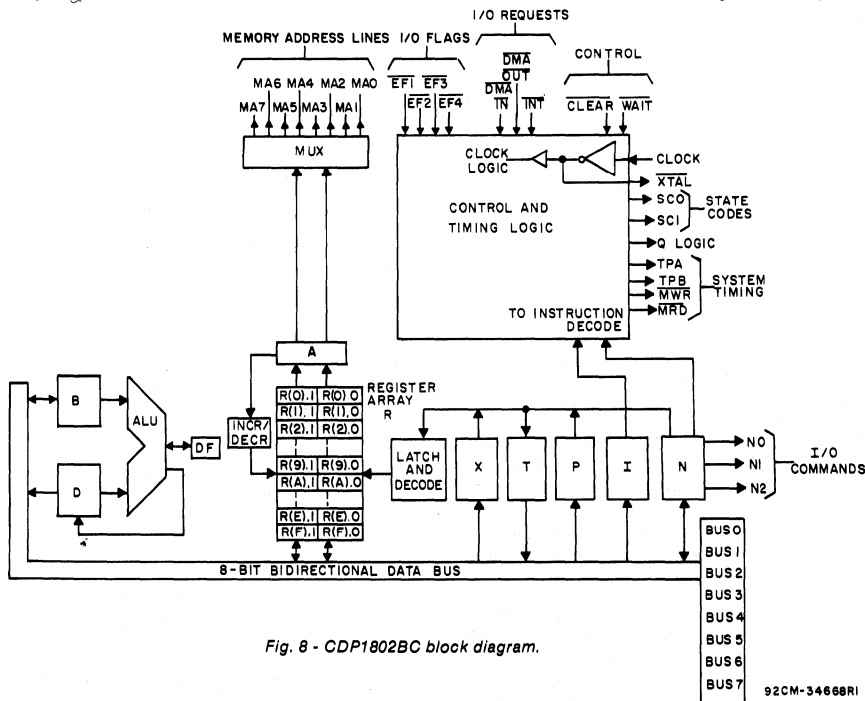 I/O REQUESTS
MEMORY ADDRESS LINES I/O FLAGS
CONTROL
DMA
OUT
MA6 MA4 MA2 MA0
EF1 EF3
DMA
IN
INT
MA7 MA5 MA3 MA1
EF2 EF4
CLEAR WAIT
MUX
CLOCK
LOGIC
CLOCK
XTAL
CONTROL AND
TIMING LOGIC
SC0
SC1
STATE
CODES
Q LOGIC
TPA
TPB
MWR
MRD
SYSTEM
TIMING
TO INSTRUCTION
DECODE
A
REGISTER
ARRAY
R
R(0).1 R(0).0
R(1).1 R(1).0
R(2).1 R(2).0
R(9).1 R(9).0
R(A).1 R(A).0
R(E).1 R(E).0
R(F).1 R(F).0
B
ALU
DF
D
INCR/
DECR
LATCH
AND
DECODE
X
T
P
I
N
N0
N1
N2
I/O
COMMANDS
8-BIT BIDIRECTIONAL DATA BUS
BUS 0
BUS 1
BUS 2
BUS 3
BUS 4
BUS 5
BUS 6
BUS 7
Fig. 8 - CDP1802BC block diagram.
92CM-34668R1